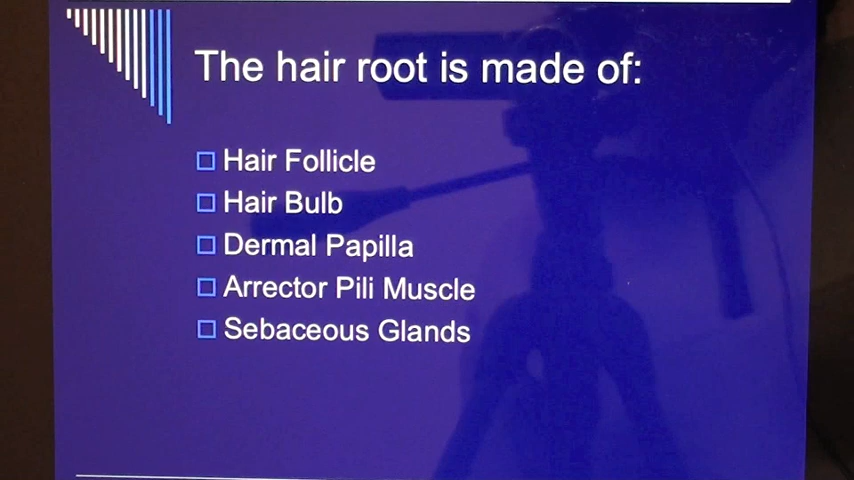 The hair root is made of:
Hair Follicle
Hair Bulb
Dermal Papilla
Arrector Pili Muscle
Sebaceous Glands